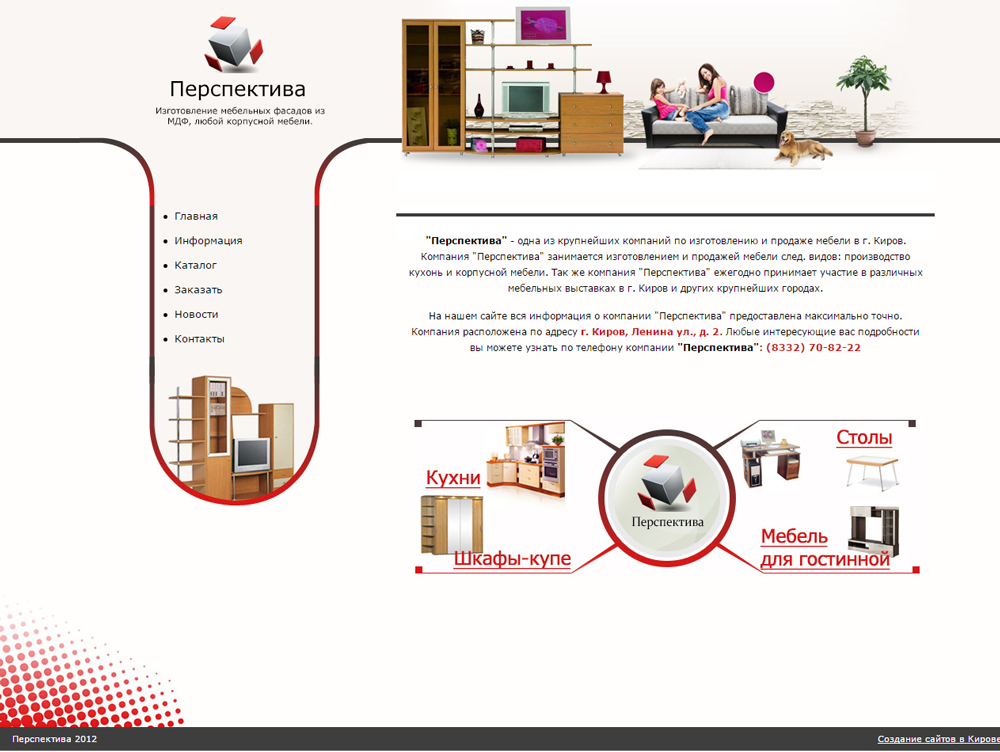 Перспектива
Изготовление мебельных фасадов из
МДФ, любой корпусной мебели.
Главная
Информация
Каталог
Заказать
Новости
Контакты
"Перспектива" - одна из крупнейших компаний по изготовлению и продаже мебели в г. Киров.
Компания "Перспектива" занимается изготовлением и продажей мебели след. видов: производство
кухонь и корпусной мебели. Так же компания "Перспектива" ежегодно принимает участие в различных
мебельных выставках в г. Киров и других крупнейших городах.
На нашем сайте вся информация о компании "Перспектива" предоставлена максимально точно.
Компания расположена по адресу г. Киров, Ленина ул., д. 2. Любые интересующие вас подробности
вы можете узнать по телефону компании "Перспектива": (8332) 70-82-22
Кухни
Шкафы-купе
Перспектива
Столы
Мебель
для гостинной
Перспектива 2012
Создание сайтов в Кирове